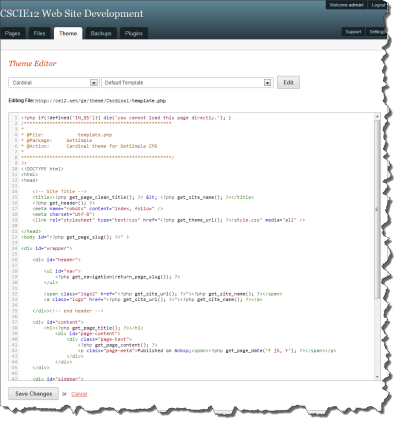 Welcome admin! Logout
CSCIE12 Web Site Development
Pages Files Theme Backups Plugins Support Setting
Theme Editor
Cardinal Default Template Edit
Editing File: http://cs12.net/gs/theme/Cardinal/template.php
1 <?php if(!defined('IN_GS')){ die('you cannot load this page directly.'); }
2 /****************************************************
3 *
4 * @File: template.php
5 * @Package: GetSimple
6 * @Action: Cardinal theme for GetSimple CMS
7 *
8 *****************************************************/
9 ?>
10 <!DOCTYPE html>
11 <html>
12 <head>
13
14 <!-- Site Title -->
15 <title><?php get_page_clean_title(); ?> &lt; <?php get_site_name(); ?></title>
16 <?php get_header(); ?>
17 <meta name="robots" content="index, follow" />
18 <meta charset="utf-8">
19 <link rel="stylesheet" type="text/css" href="<?php get_theme_url(); ?>/style.css" media="all" />
20
21 </head>
22 <body id="<?php get_page_slug(); ?>" >
23
24 <div id="wrapper">
25
26 <div id="header">
27
28 <ul id="nav">
29 <?php get_navigation(return_page_slug()); ?>
30 </ul>
31
32 <span class="logo2" href="<?php get_site_url(); ?>"><?php get_site_name(); ?></span>
33 <a class="logo" href="<?php get_site_url(); ?>"><?php get_site_name(); ?></a>
34
35 </div><!-- end header -->
36
37 <div id="content">
38 <h1><?php get_page_title(); ?></h1>
39 <div id="page-content">
40 <div class="page-text">
41 <?php get_page_content(); ?>
42 <p class="page-meta">Published on &nbsp;<span><?php get_page_date('F jS, Y'); ?></span></p>
43 </div>
44 </div>
45 </div>
46
47 <div id="sidebar">
Save Changes or Cancel